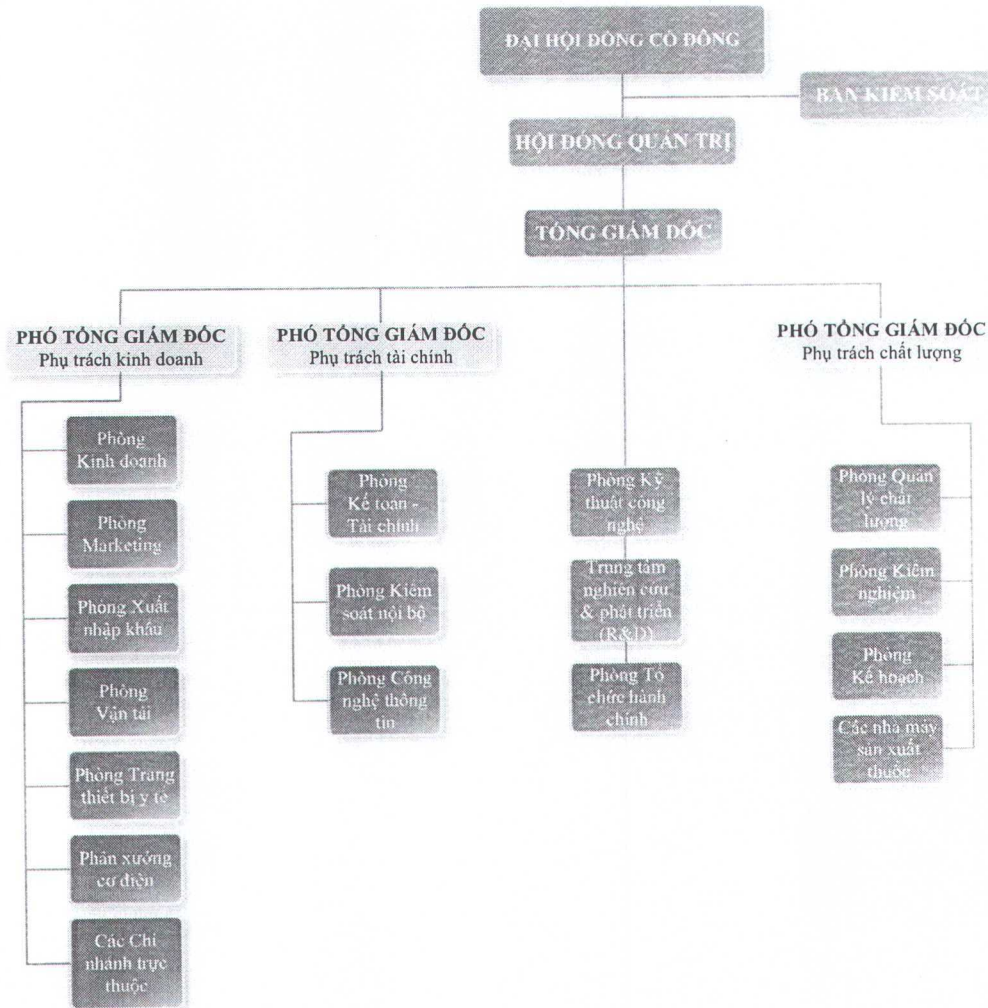 ĐẠI HỘI ĐỒNG CỔ ĐÔNG
BAN KIỂM SOÁT
HỘI ĐỒNG QUẢN TRỊ
TỔNG GIÁM ĐỐC
PHÓ TỔNG GIÁM ĐỐC
Phụ trách kinh doanh
Phòng
Kinh doanh
Phòng
Marketing
Phòng Xuất
nhập khẩu
Phòng
Vận tải
Phòng Trang
thiết bị y tế
Phân xưởng
cơ điện
Các Chi
nhánh trực
thuộc
PHÓ TỔNG GIÁM ĐỐC
Phụ trách tài chính
Phòng
Kế toán -
Tài chính
Phòng Kiểm
soát nội bộ
Phòng Công
nghệ thông
tin
Phòng Kỹ
thuật công
nghệ
Trung tâm
nghiên cứu
& phát triển
(R&D)
Phòng Tổ
chức hành
chính
PHÓ TỔNG GIÁM ĐỐC
Phụ trách chất lượng
Phòng Quản
lý chất
lượng
Phòng Kiểm
nghiệm
Phòng
Kế hoạch
Các nhà máy
sản xuất
thuốc